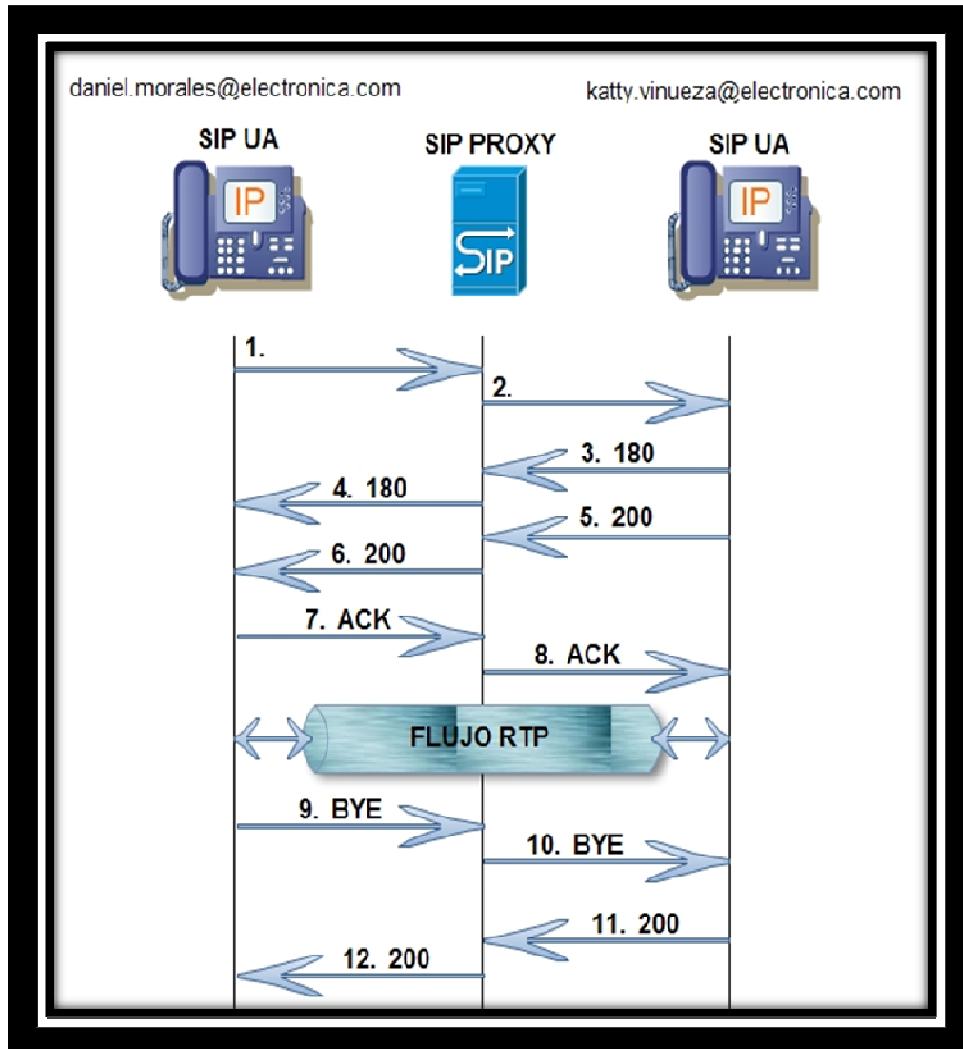 daniel.morales@electronica.com
katty.vinueza@electronica.com
SIP UA
SIP PROXY
SIP UA
IP
SIP
IP
1.
2.
3. 180
4. 180
5. 200
6. 200
7. ACK
8. ACK
FLUJO RTP
9. BYE
10. BYE
11. 200
12. 200